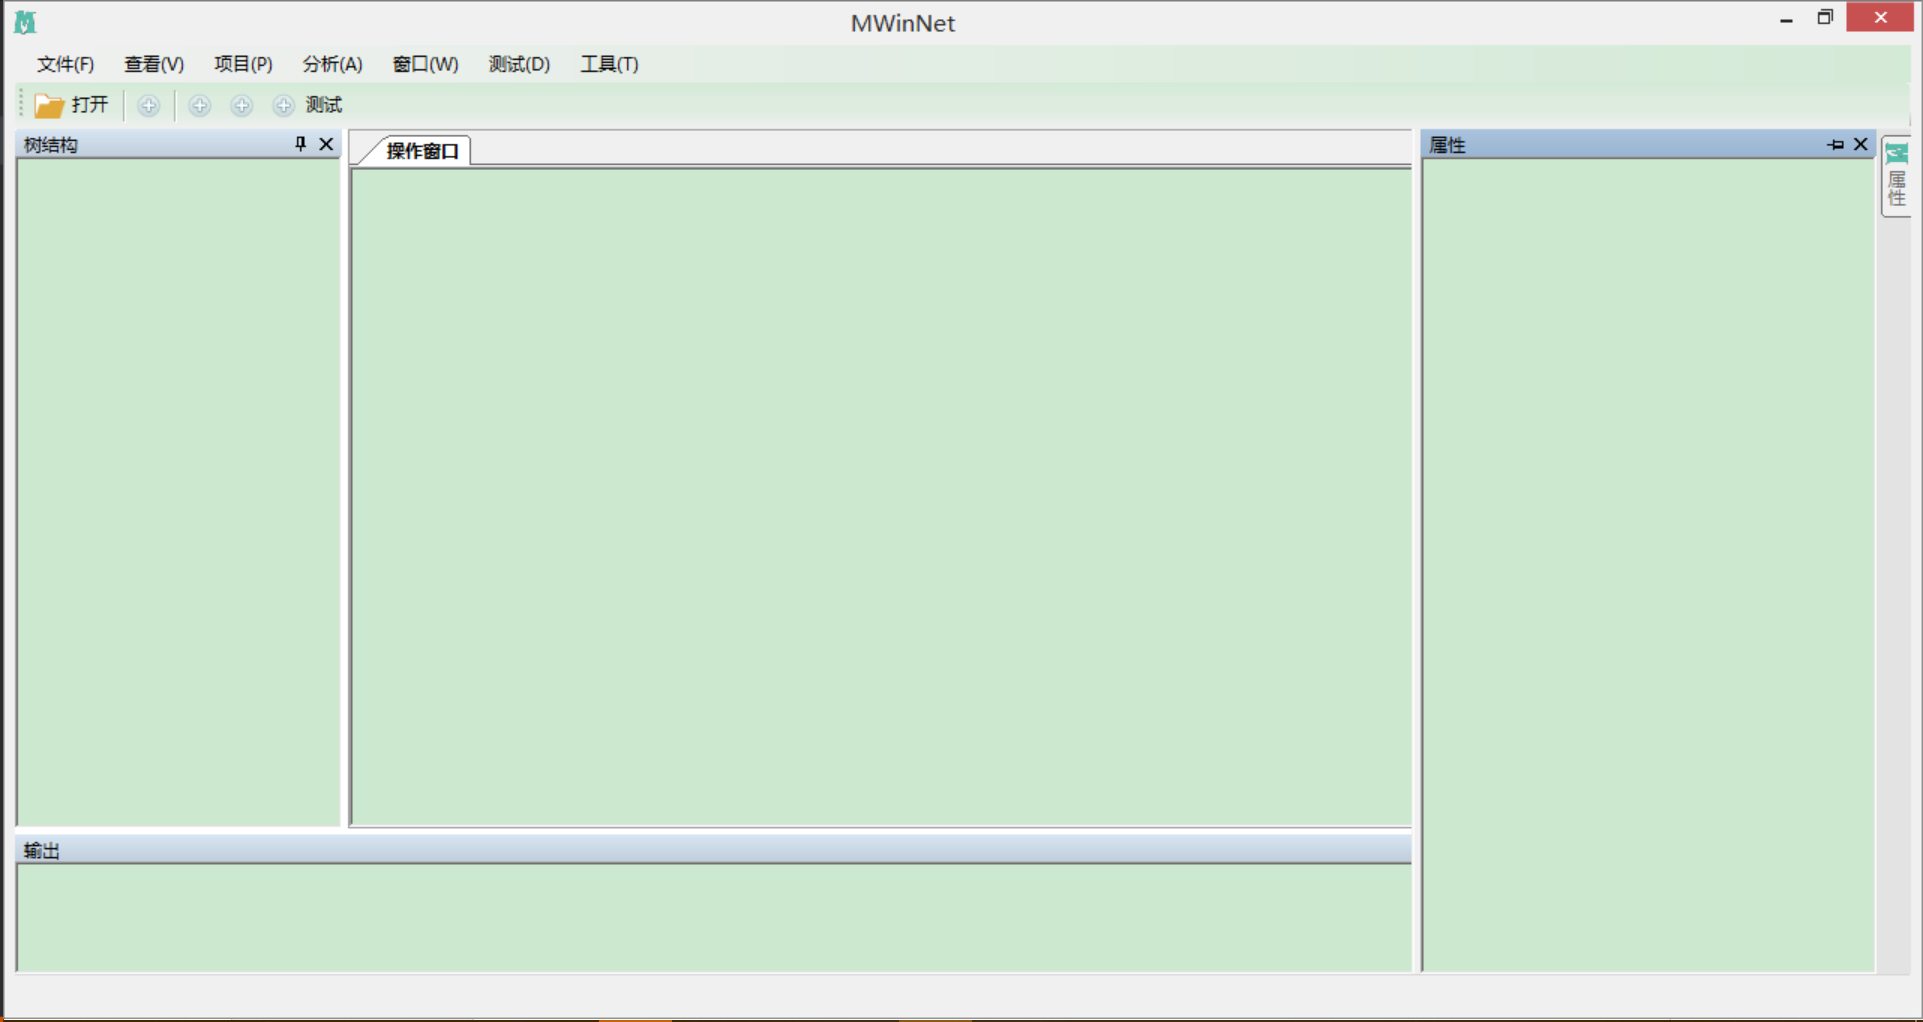 MWinNet
文件(F) 查看(V) 项目(P) 分析(A) 窗口(W) 测试(D) 工具(T)
打开 测试
树结构
操作窗口
属性
属性
输出